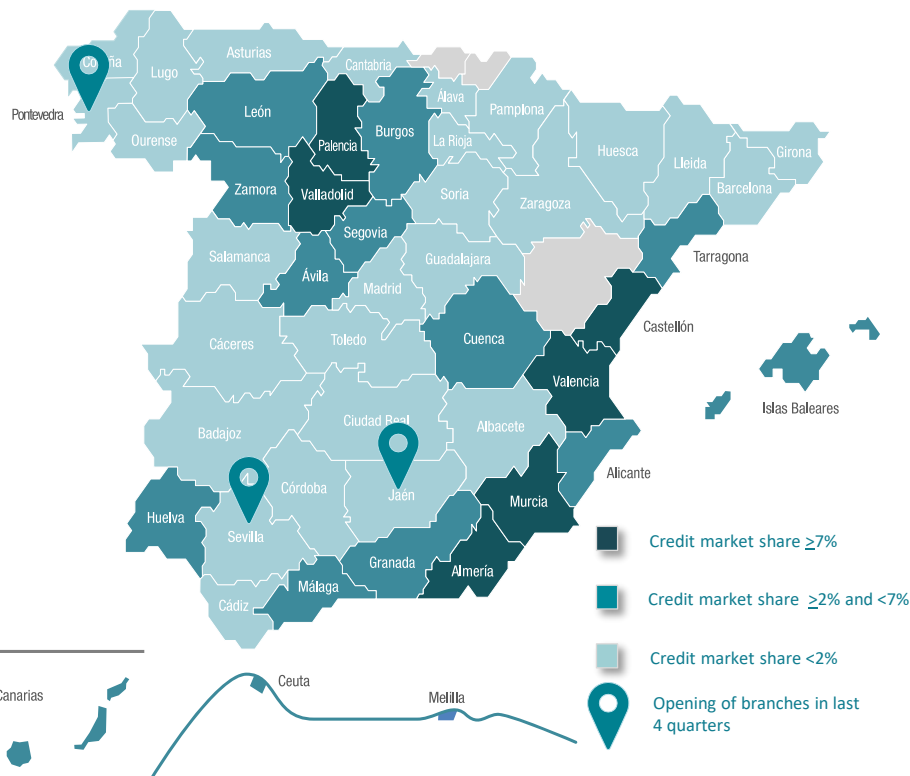 Asturias
Cantabria
Coruña
Lugo
Álava
Pamplona
Pontevedra
León
Burgos
Palencia
La Rioja
Ourense
Huesca
Lleida
Girona
Barcelona
Zamora
Valladolid
Soria
Zaragoza
Segovia
Salamanca
Guadalajara
Tarragona
Ávila
Madrid
Castellón
Cáceres
Toledo
Cuenca
Valencia
Islas Baleares
Ciudad Real
Badajoz
Albacete
Alicante
Córdoba
Jaén
Murcia
Huelva
Sevilla
Granada
Almería
Málaga
Cádiz
Credit market share ≥7%
Credit market share ≥2% and <7%
Credit market share <2%
Opening of branches in last
4 quarters
Canarias
Ceuta
Melilla